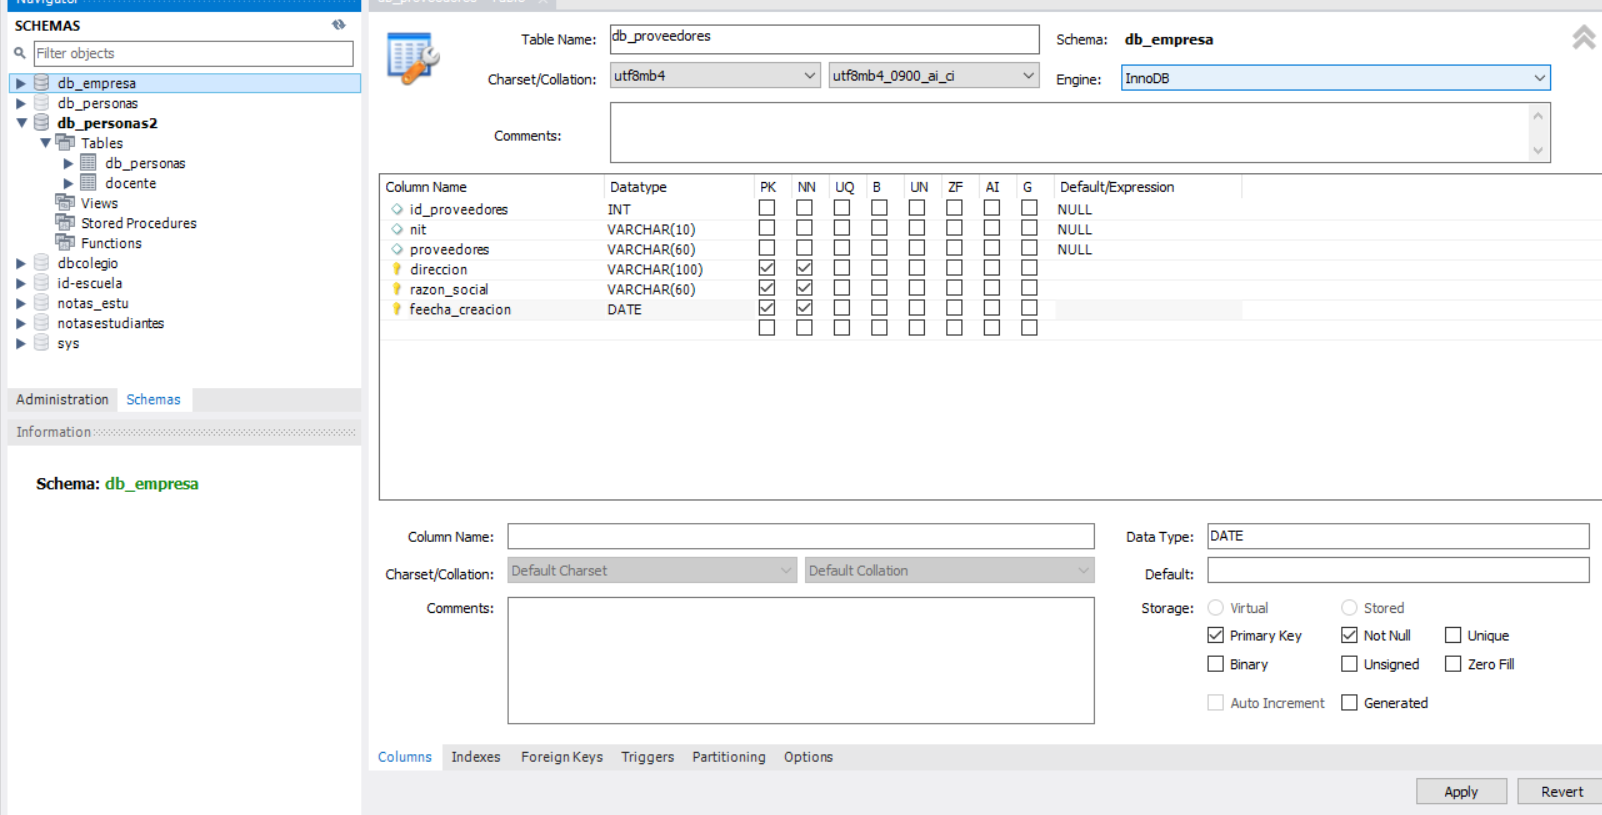 Navigator
SCHEMAS
Filter objects
db_empresa
db_personas
db_personas2
Tables
db_personas
docente
Views
Stored Procedures
Functions
dbcolegio
id-escuela
notas_estu
notasestudiantes
sys
Administration Schemas
Information
Schema: db_empresa
db_proveedores - Table
Table Name: db_proveedores Schema: db_empresa
Charset/Collation: utf8mb4 utf8mb4_0900_ai_ci Engine: InnoDB
Comments:
Column Name Datatype PK NN UQ B UN ZF AI G Default/Expression
id_proveedores INT NULL
nit VARCHAR(10) NULL
proveedores VARCHAR(60) NULL
direccion VARCHAR(100)
razon_social VARCHAR(60)
feecha_creacion DATE
Column Name: Data Type: DATE
Charset/Collation: Default Charset Default Collation Default:
Comments: Storage: Virtual Stored
Primary Key Not Null Unique
Binary Unsigned Zero Fill
Auto Increment Generated
Columns Indexes Foreign Keys Triggers Partitioning Options
Apply Revert